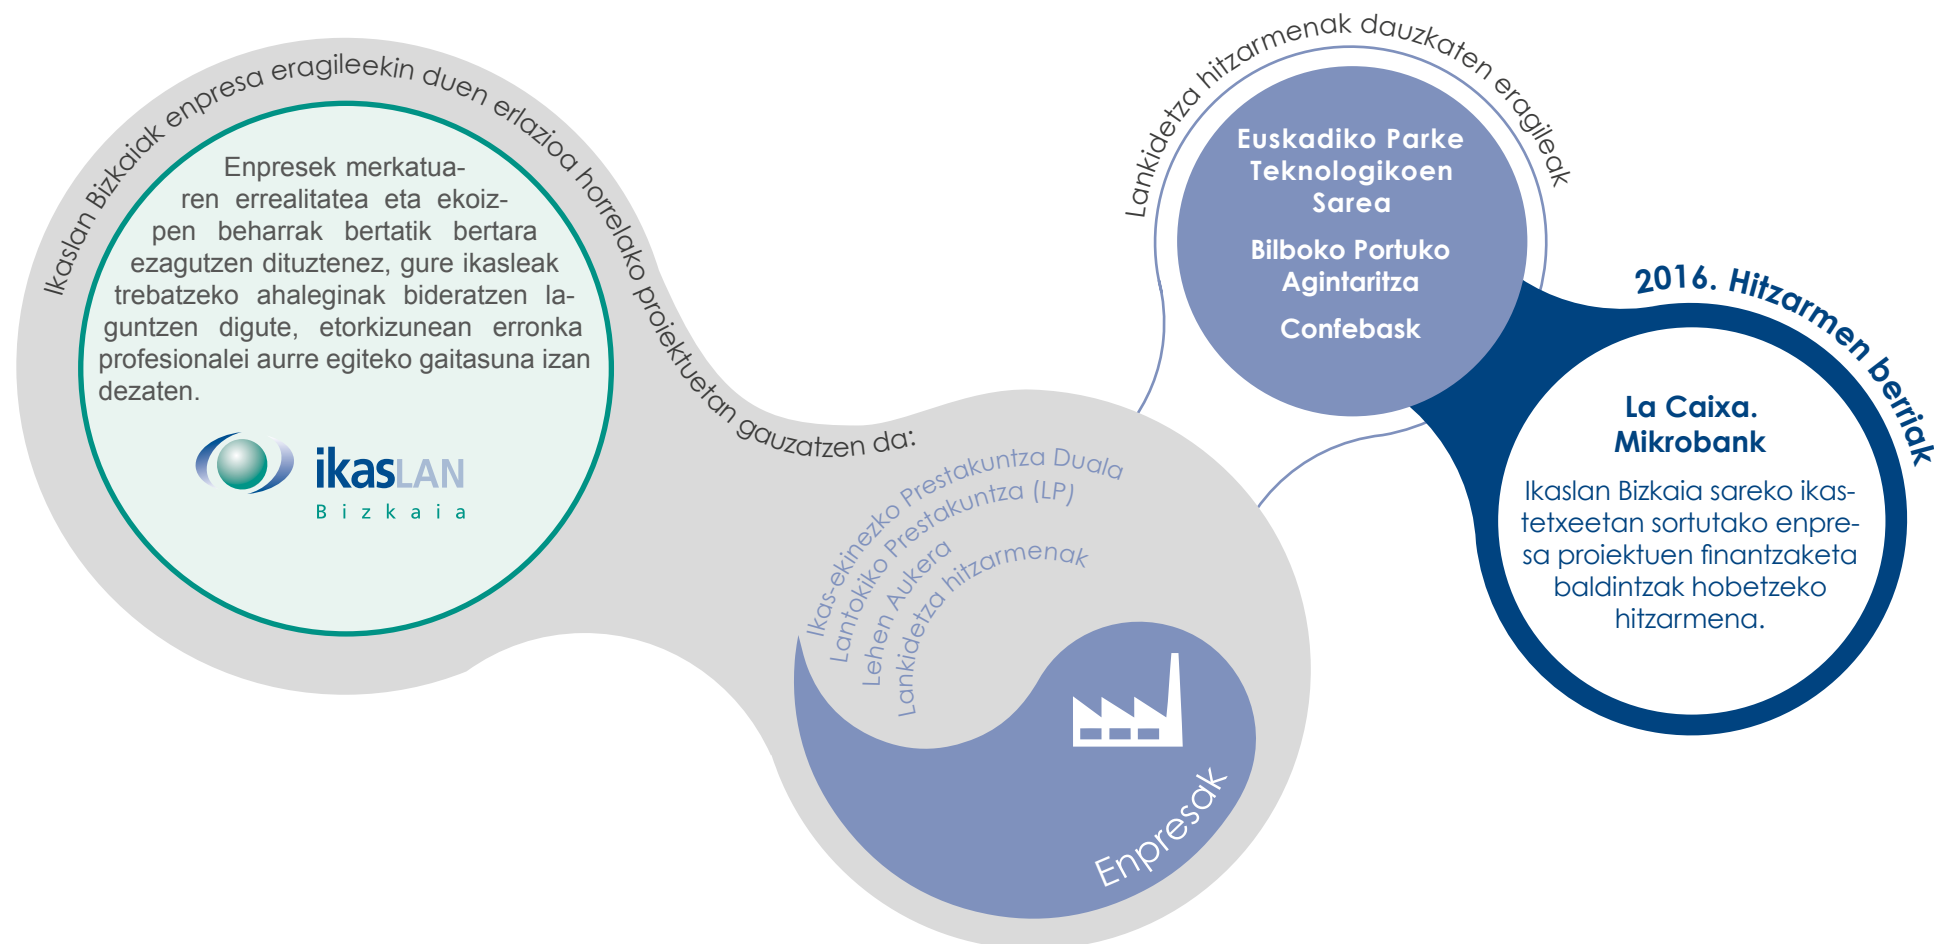 Ikaslan Bizkaiak enpresa eragileekin duen erlazioa horrelako proiektuetan gauzatzen da:
Enpresek merkatua-
ren errealitatea eta ekoiz-
pen beharrak bertatik bertara
ezagutzen dituztenez, gure ikasleak
trebatzeko ahaleginak bideratzen la-
guntzen digute, etorkizunean erronka
profesionalei aurre egiteko gaitasuna izan
dezaten.
ikasLAN
Bizkaia
Ikas-ekinezko Prestakuntza Duala
Lantokiko Prestakuntza (LP)
Lehen Aukera
Lankidetza hitzarmenak
Enpresak
Lankidetza hitzarmenak dauzkaten eragileak
Euskadiko Parke
Teknologikoen
Sarea
Bilboko Portuko
Agintaritza
Confebask
2016. Hitzarmen berriak
La Caixa.
Mikrobank
Ikaslan Bizkaia sareko ikas-
tetxeetan sortutako enpre-
sa proiektuen finantzaketa
baldintzak hobetzeko
hitzarmena.